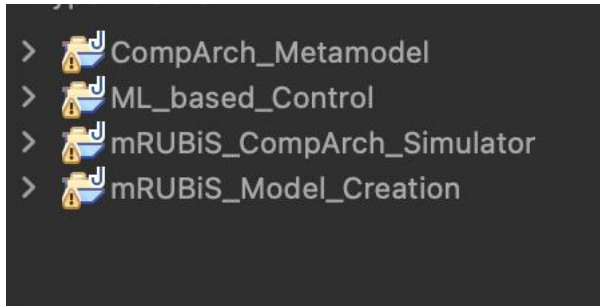 CompArch_Metamodel
ML_based_Control
mRUBiS_CompArch_Simulator
mRUBiS_Model_Creation